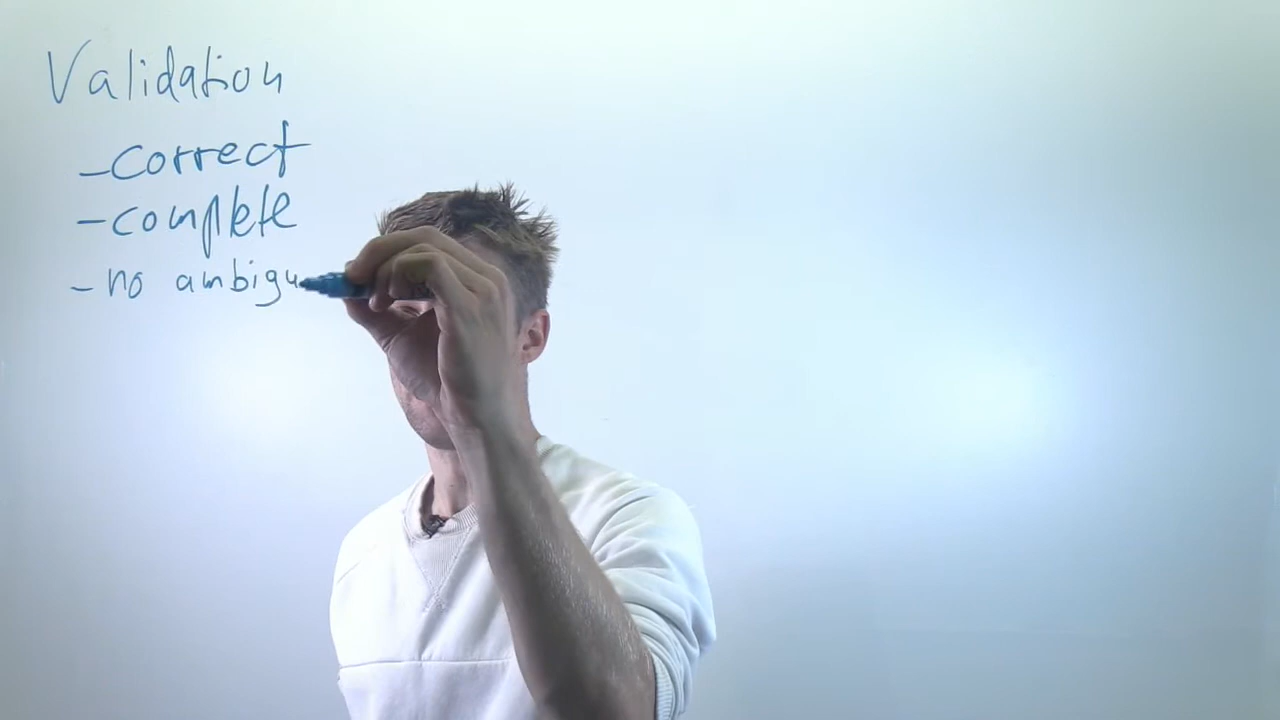 Validation
- correct
- complete
- no ambigu